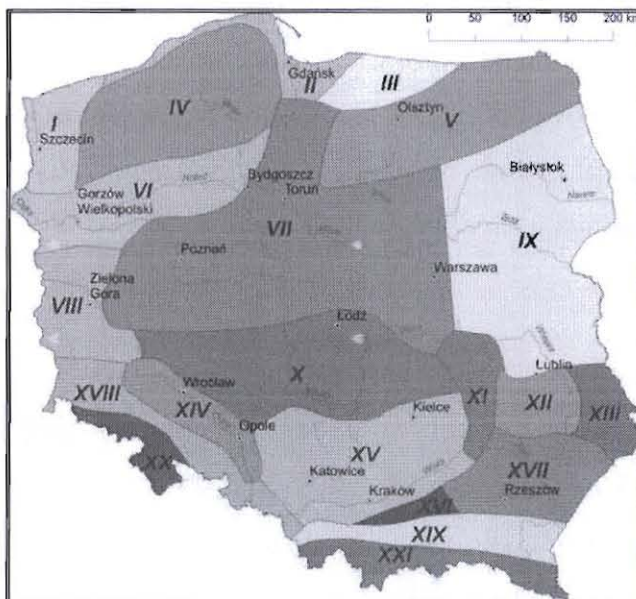 0 50 100 150 200 km
Gdańsk
II
III
IV
Olsztyn
V
I
Szczecin
Białystok
Bydgoszcz
Toruń
VI
Gorzów
Wielkopolski
Narew
Bug
VII
IX
Poznań
Warszawa
Zielona
Góra
VIII
Łódź
X
Lublin
Wrocław
XVIII
XIV
Kielce
XI
XII
XIII
Opole
XX
XV
XVII
Katowice
Rzeszów
Kraków
XVI
XIX
XXI